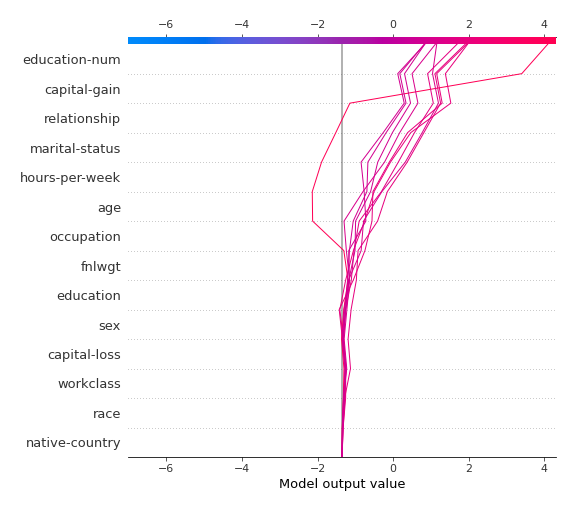 −6 −4 −2 0 2 4
education-num
capital-gain
relationship
marital-status
hours-per-week
age
occupation
fnlwgt
education
sex
capital-loss
workclass
race
native-country
−6 −4 −2 0 2 4
Model output value